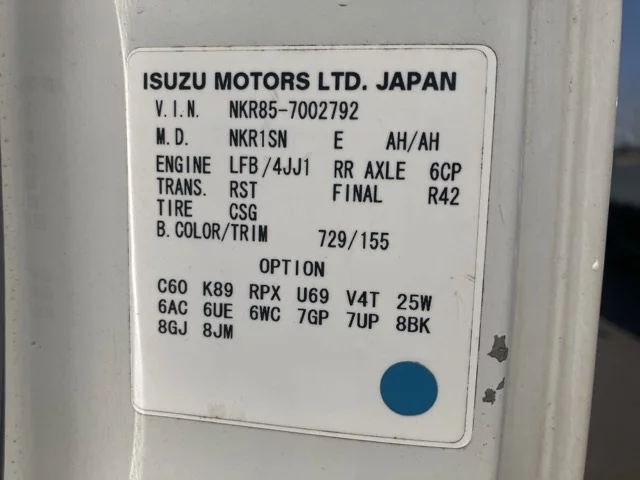 ISUZU MOTORS LTD. JAPAN
V.I.N. NKR85-7002792
M.D. NKR1SN E AH/AH
ENGINE LFB/4JJ1 RR AXLE 6CP
TRANS. RST FINAL R42
TIRE CSG
B.COLOR/TRIM 729/155
OPTION
C60 K89 RPX U69 V4T 25W
6AC 6UE 6WC 7GP 7UP 8BK
8GJ 8JM